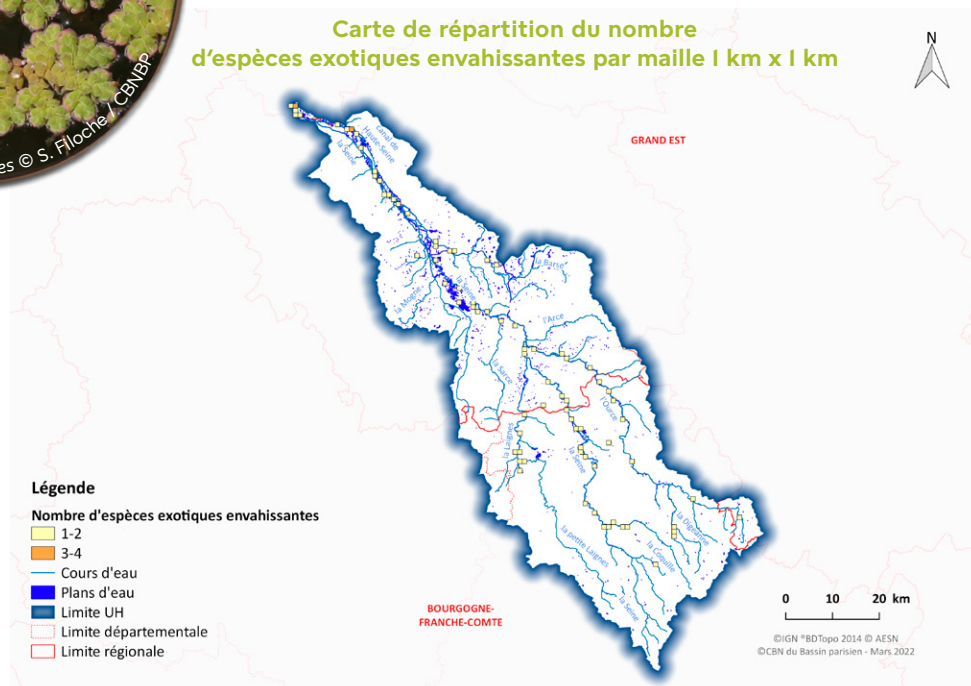 Carte de répartition du nombre
d'espèces exotiques envahissantes par maille 1 km x 1 km
es © S. Filoche / CBNBP
N
GRAND EST
canal de
Haute-Seine
la Seine
la Barse
la Seine
la Mogne
l'Arce
la Sarce
l'Ource
la Laignes
la Seine
la Digeanne
la petite Laignes
la Coquille
la Seine
BOURGOGNE-
FRANCHE-COMTE
Légende
Nombre d'espèces exotiques envahissantes
1-2
3-4
Cours d'eau
Plans d'eau
Limite UH
Limite départementale
Limite régionale
0 10 20 km
©IGN ®BDTopo 2014 © AESN
©CBN du Bassin parisien - Mars 2022